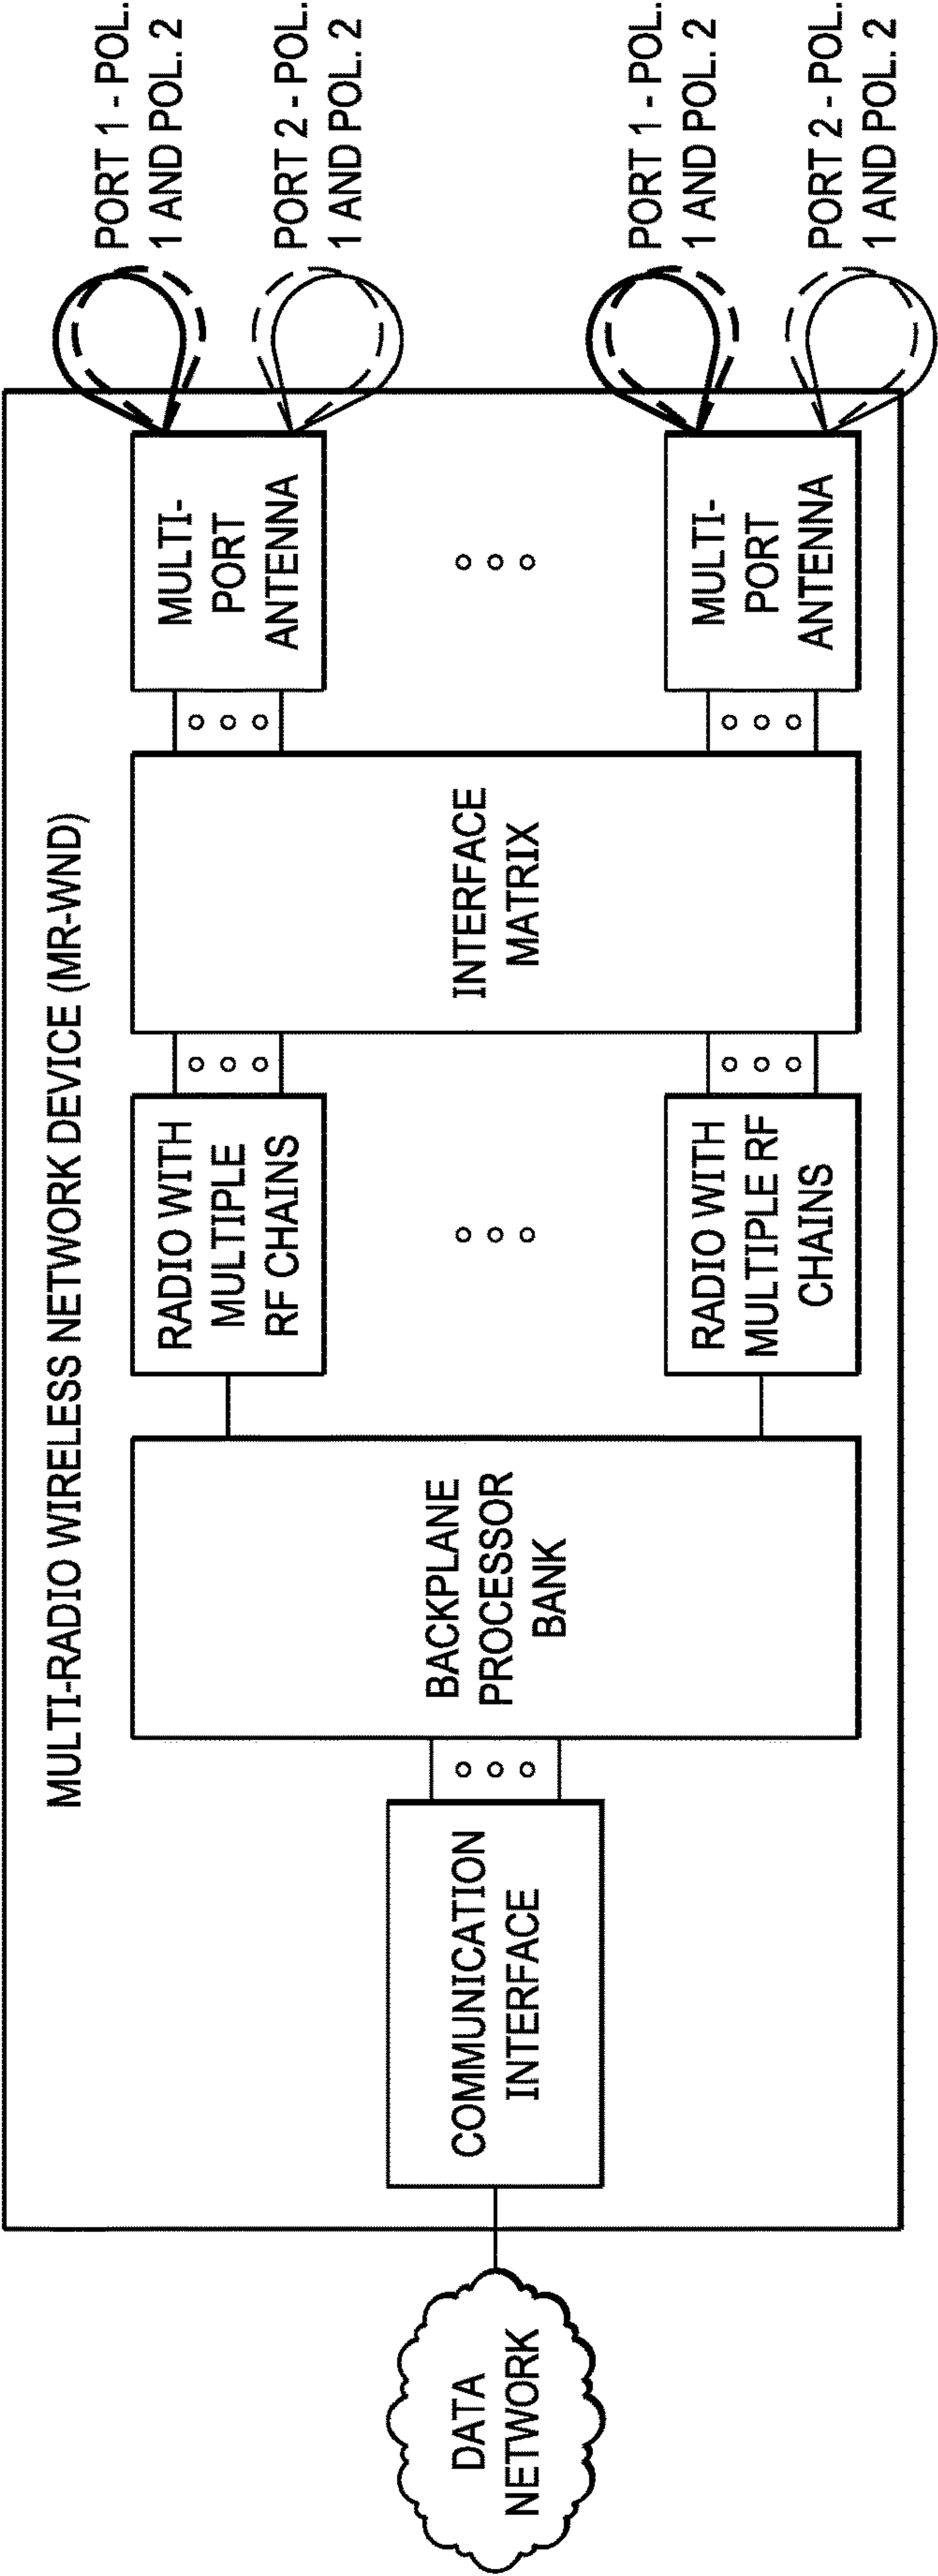 MULTI-RADIO WIRELESS NETWORK DEVICE (MR-WND)
DATA
NETWORK
COMMUNICATION
INTERFACE
BACKPLANE
PROCESSOR
BANK
RADIO WITH
MULTIPLE
RF CHAINS
RADIO WITH
MULTIPLE RF
CHAINS
INTERFACE
MATRIX
MULTI-
PORT
ANTENNA
MULTI-
PORT
ANTENNA
PORT 1 - POL.
1 AND POL. 2
PORT 2 - POL.
1 AND POL. 2
PORT 1 - POL.
1 AND POL. 2
PORT 2 - POL.
1 AND POL. 2